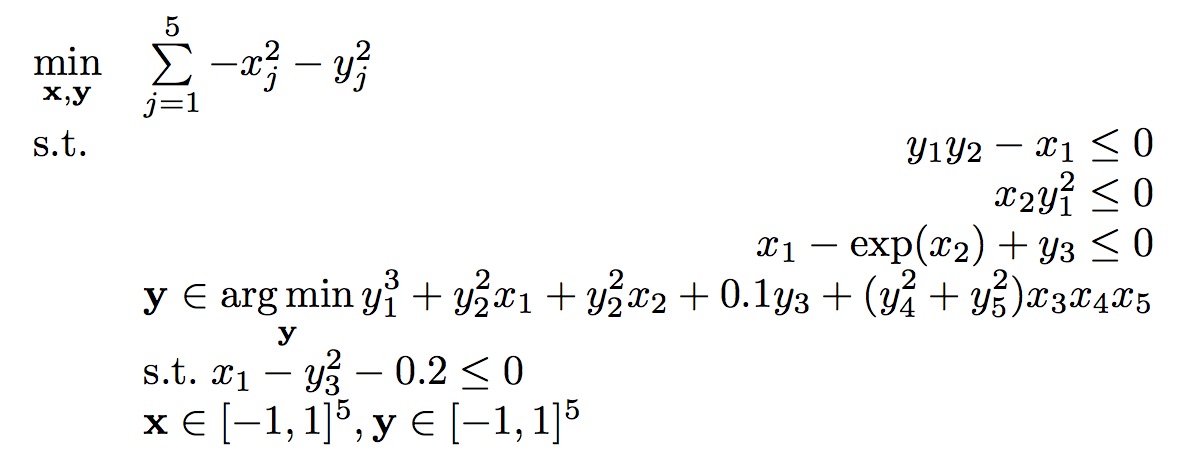 min x,y ∑_{j=1}^{5} −x_j^2 − y_j^2
s.t. y_1y_2 − x_1 ≤ 0
x_2y_1^2 ≤ 0
x_1 − exp(x_2) + y_3 ≤ 0
y ∈ arg min y y_1^3 + y_2^2x_1 + y_2^2x_2 + 0.1y_3 + (y_4^2 + y_5^2)x_3x_4x_5
s.t. x_1 − y_3^2 − 0.2 ≤ 0
x ∈ [−1, 1]^5, y ∈ [−1, 1]^5